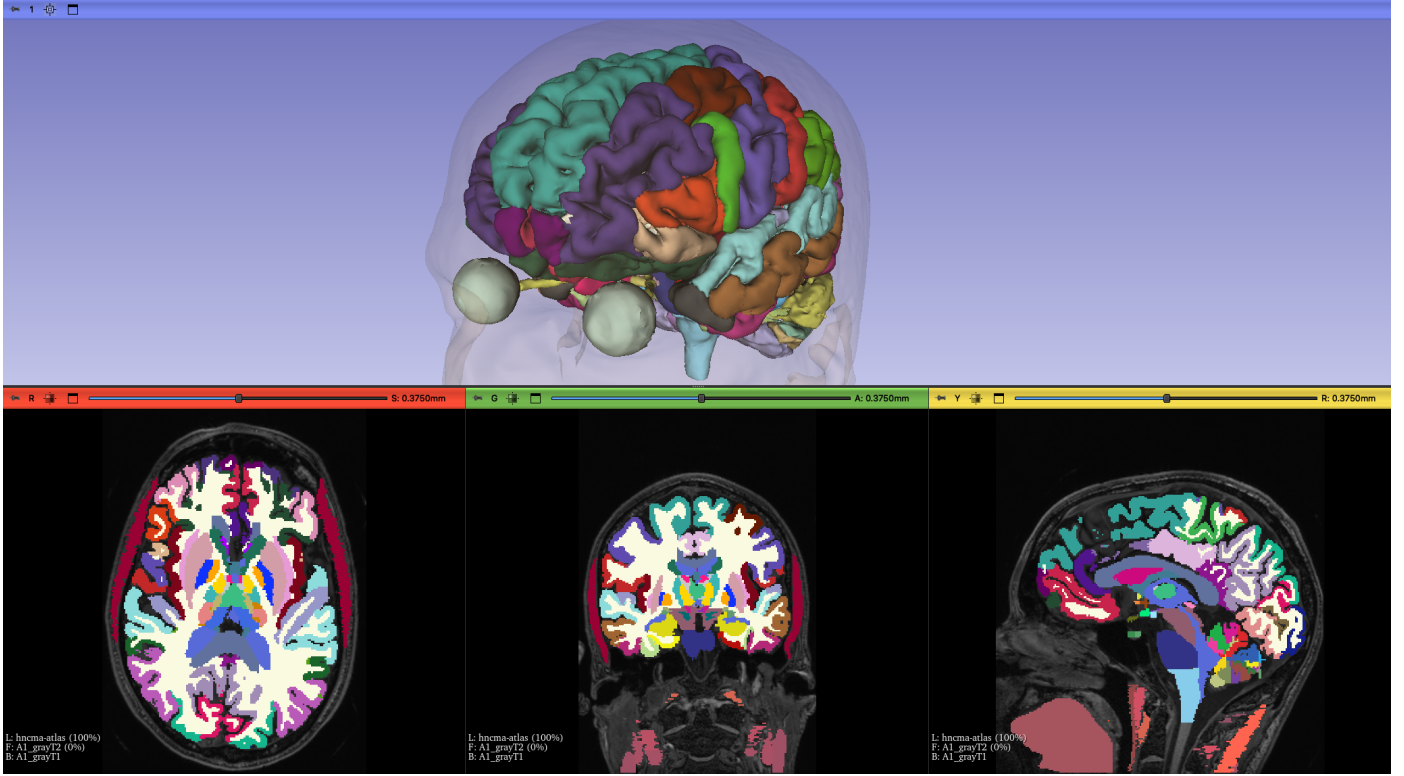 1
R S: 0.3750mm
G A: 0.3750mm
Y R: 0.3750mm
L: hncma-atlas (100%)
F: A1_grayT2 (0%)
B: A1_grayT1
L: hncma-atlas (100%)
F: A1_grayT2 (0%)
B: A1_grayT1
L: hncma-atlas (100%)
F: A1_grayT2 (0%)
B: A1_grayT1